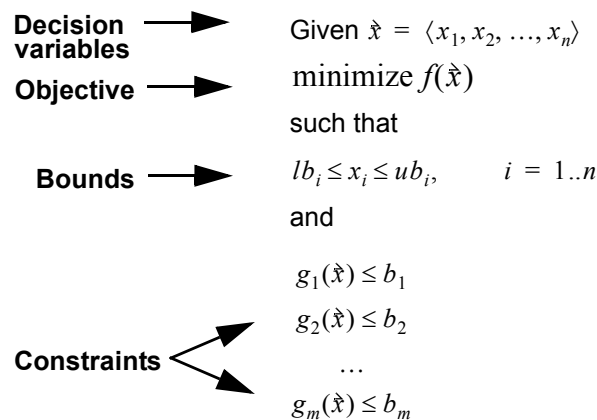 Decision variables Given x⃗ = ⟨x₁, x₂, …, xₙ⟩
Objective minimize f(x⃗)
such that
Bounds lbᵢ ≤ xᵢ ≤ ubᵢ, i = 1..n
and
g₁(x⃗) ≤ b₁
g₂(x⃗) ≤ b₂
Constraints …
gₘ(x⃗) ≤ bₘ